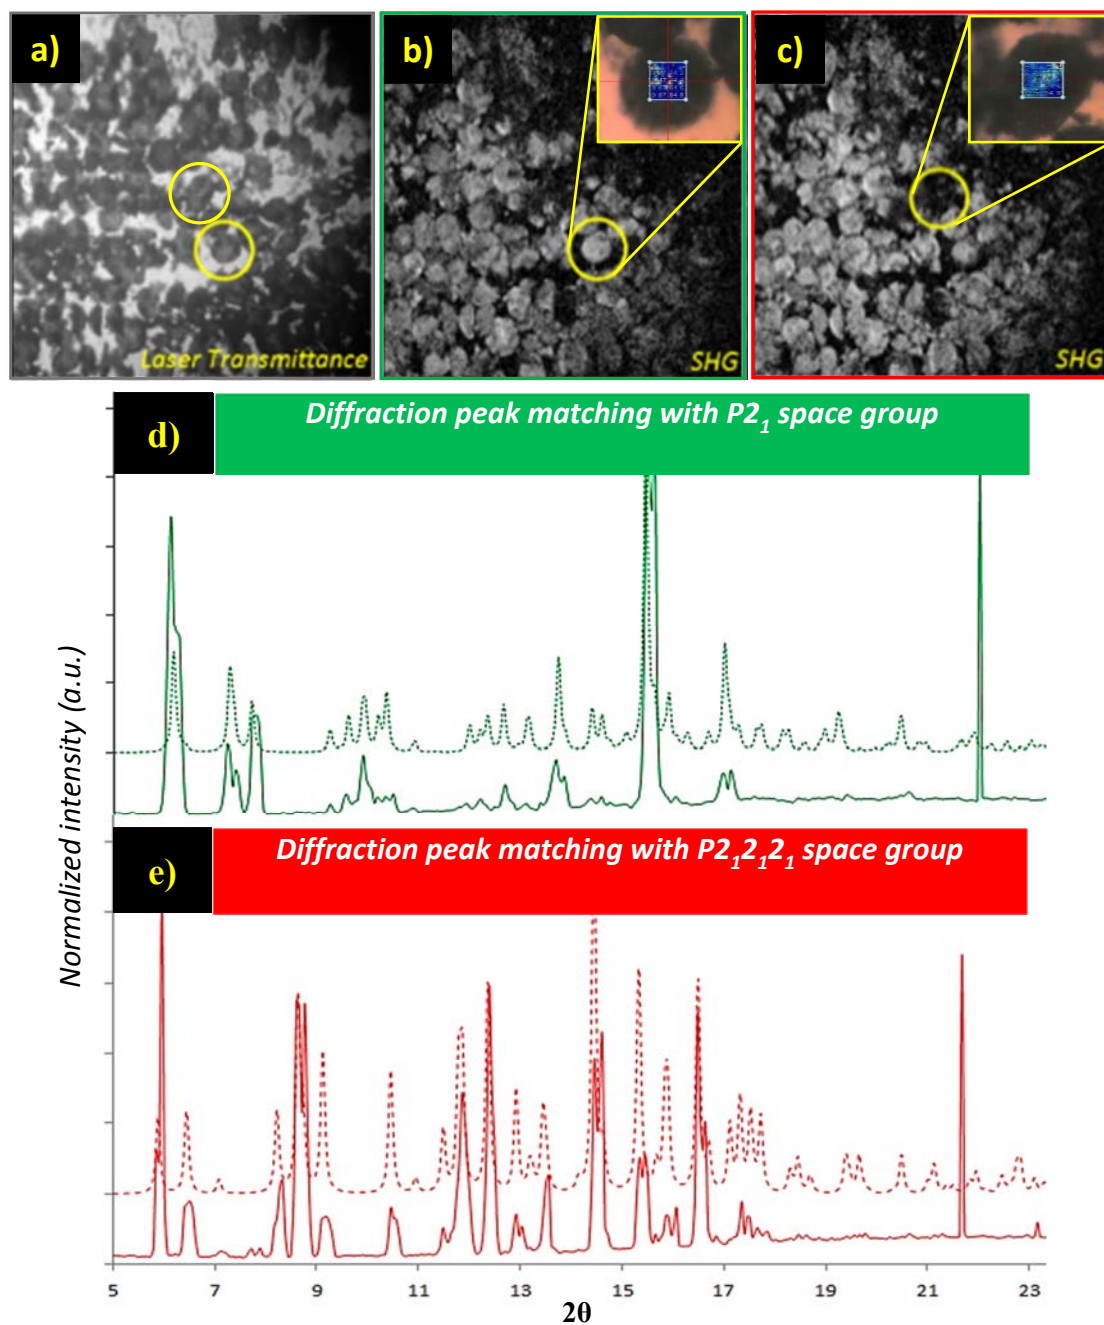 a)
b)
c)
Laser Transmittance
SHG
SHG
d)
Diffraction peak matching with P2₁ space group
e)
Diffraction peak matching with P2₁2₁2₁ space group
Normalized intensity (a.u.)
5 7 9 11 13 15 17 19 21 23
2θ